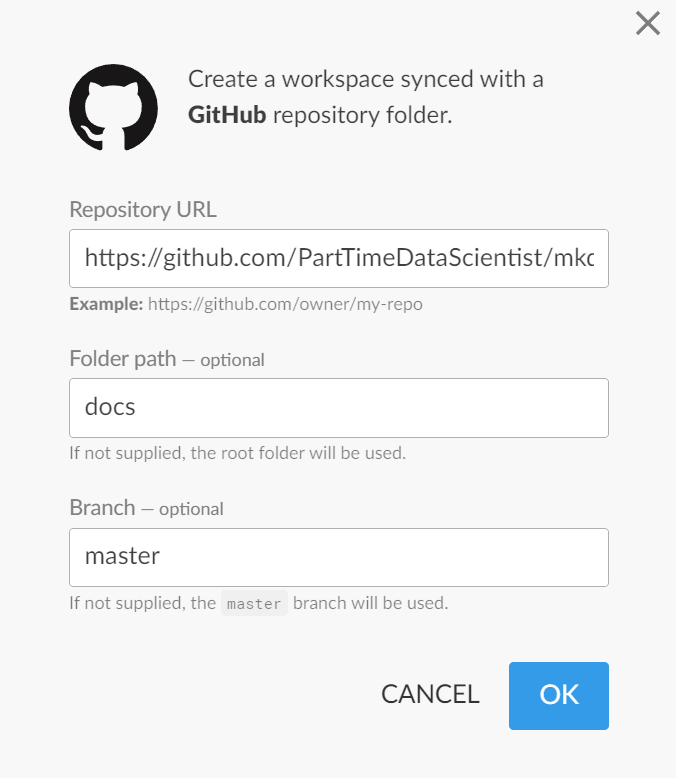 Create a workspace synced with a
GitHub repository folder.
Repository URL
https://github.com/PartTimeDataScientist/mkc
Example: https://github.com/owner/my-repo
Folder path — optional
docs
If not supplied, the root folder will be used.
Branch — optional
master
If not supplied, the master branch will be used.
CANCEL
OK